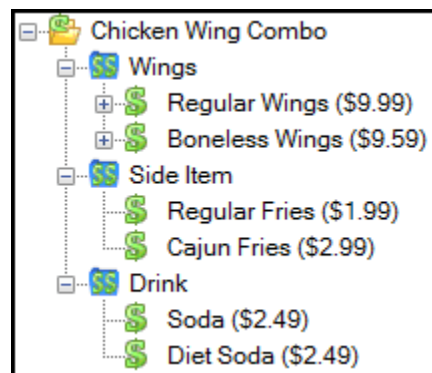 Chicken Wing Combo
Wings
Regular Wings ($9.99)
Boneless Wings ($9.59)
Side Item
Regular Fries ($1.99)
Cajun Fries ($2.99)
Drink
Soda ($2.49)
Diet Soda ($2.49)